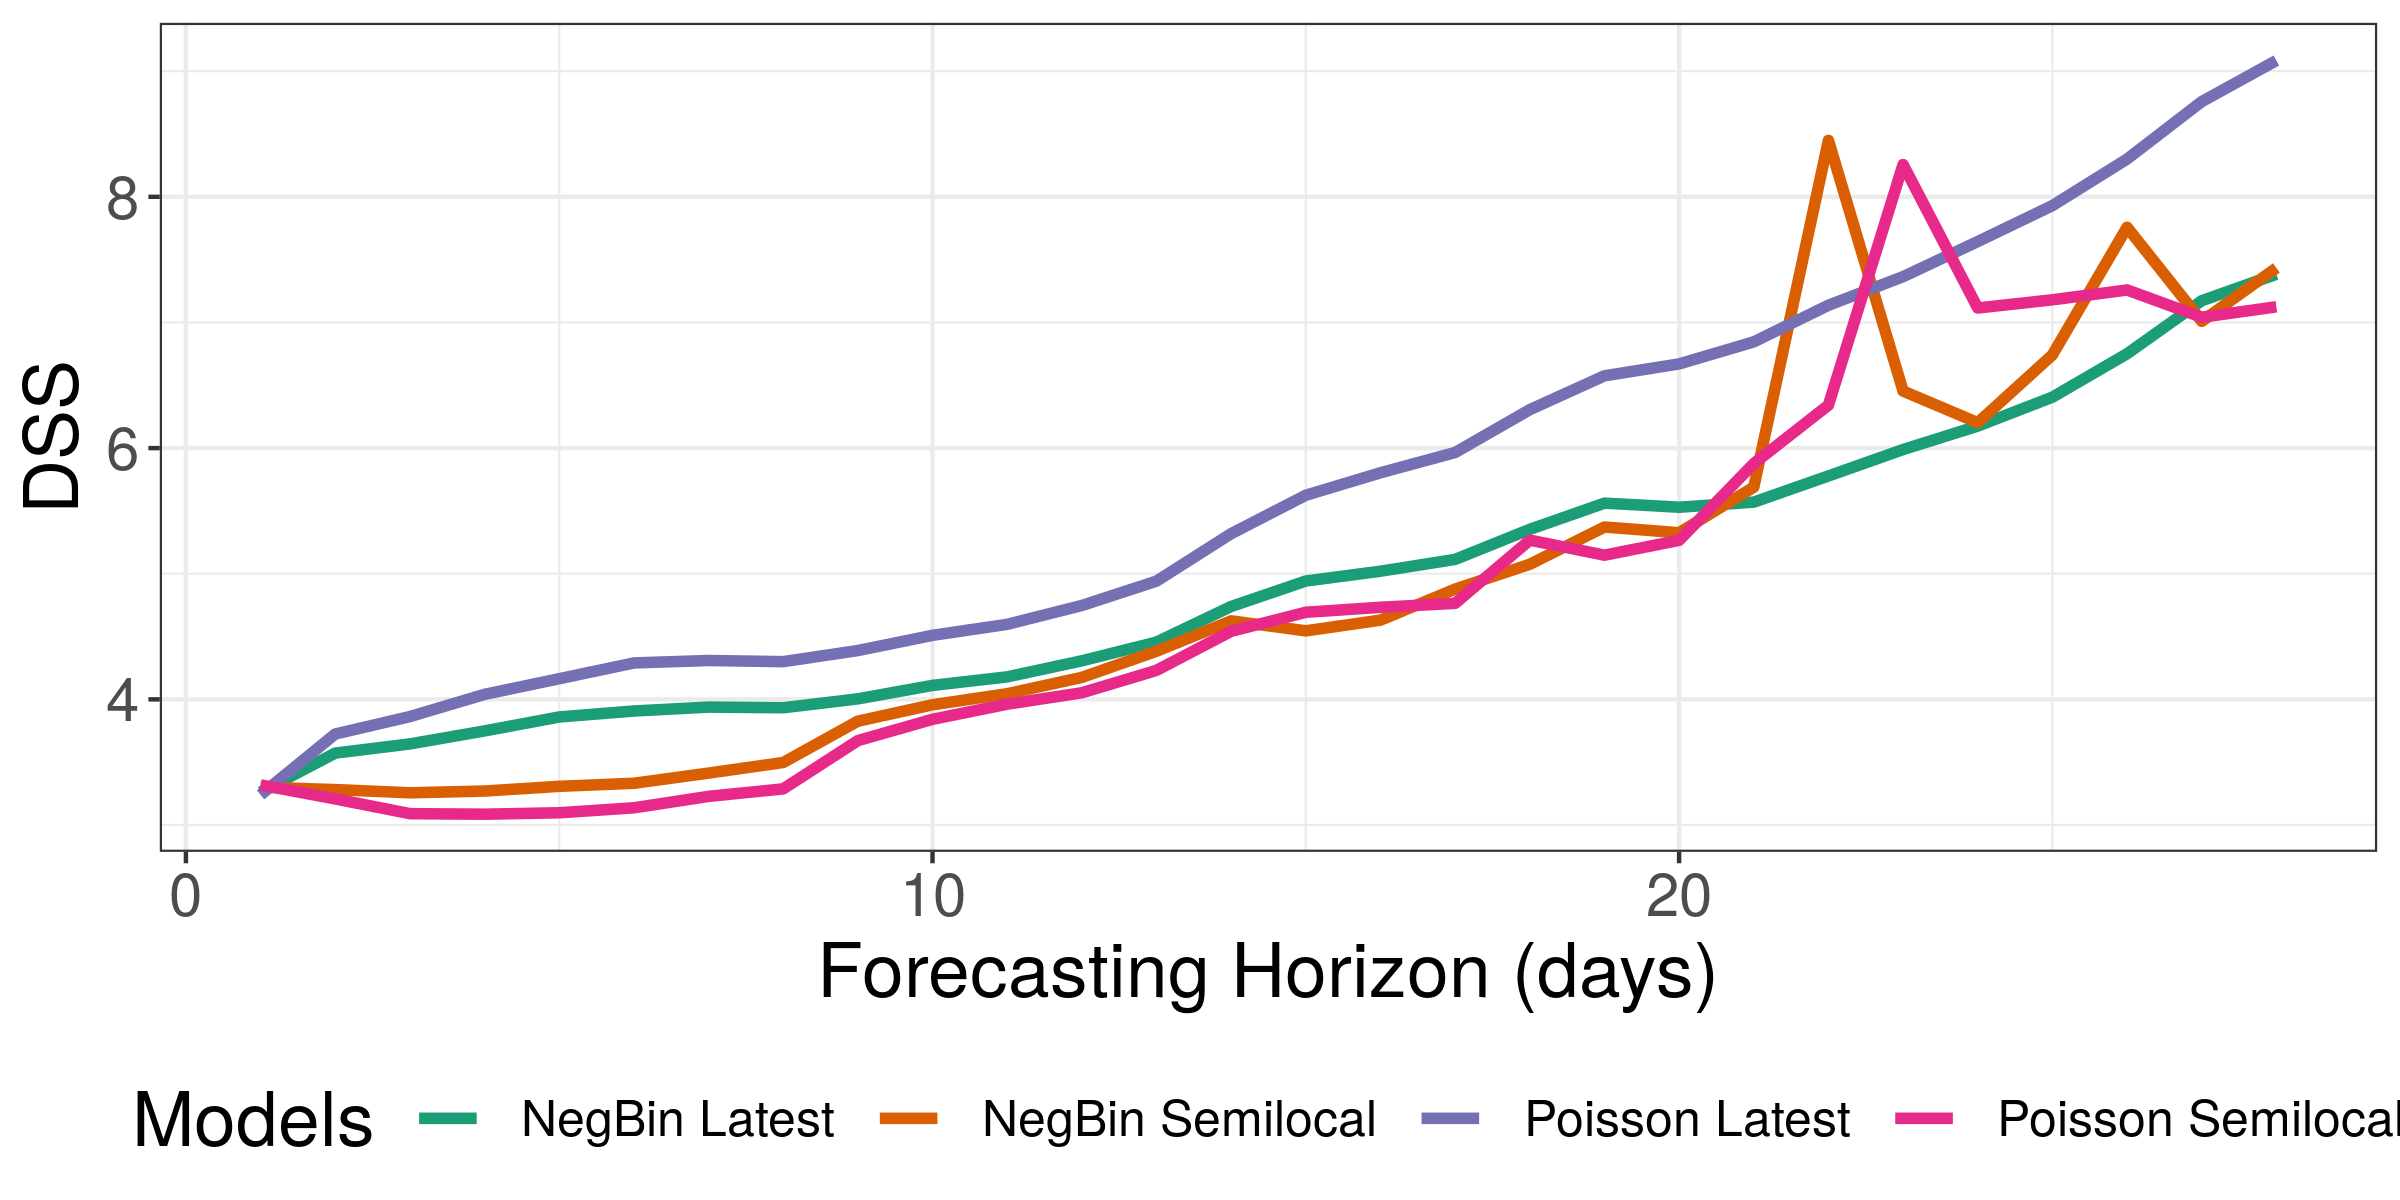 DSS
8
6
4
0 10 20
Forecasting Horizon (days)
Models NegBin Latest NegBin Semilocal Poisson Latest Poisson Semilocal